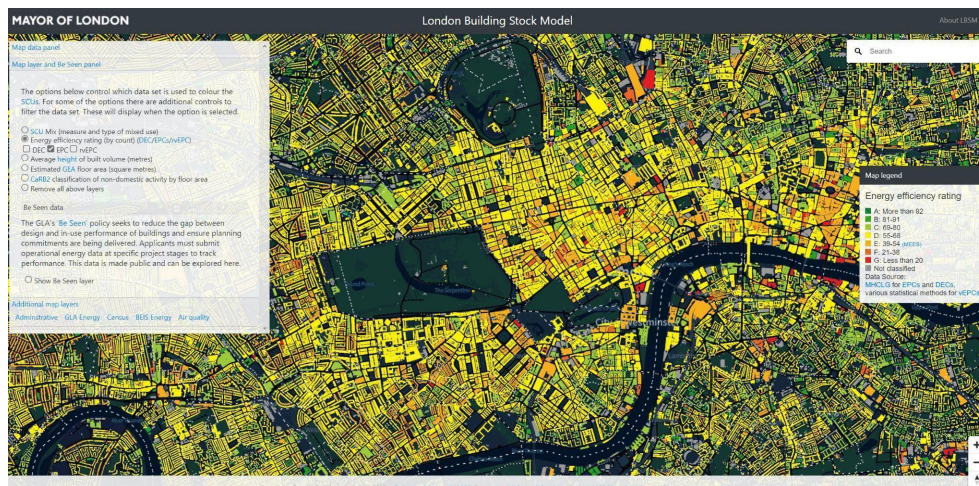 MAYOR OF LONDON
London Building Stock Model
About LBSM
Map data panel
Map layer and Be Seen panel
The options below control which data set is used to colour the
SCUs. For some of the options there are additional controls to
filter the data set. These will display when the option is selected.
SCU Mix (measure and type of mixed use)
Energy efficiency rating (by count) (DEC/EPCs/rvEPC)
DEC EPC rvEPC
Average height of built volume (metres)
Estimated GEA floor area (square metres)
CaRB2 classification of non-domestic activity by floor area
Remove all above layers
Be Seen data
The GLA's 'Be Seen' policy seeks to reduce the gap between
design and in-use performance of buildings and ensure planning
commitments are being delivered. Applicants must submit
operational energy data at specific project stages to track
performance. This data is made public and can be explored here.
Show Be Seen layer
Additional map layers
Adminstrative GLA Energy Census BEIS Energy Air quality
Search
Map legend
Energy efficiency rating
A: More than 92
B: 81-91
C: 69-80
D: 55-68
E: 39-54 (MEES)
F: 21-38
G: Less than 20
Not classified
Data Source:
MHCLG for EPCs and DECs,
various statistical methods for vEPCs
The Serpentine